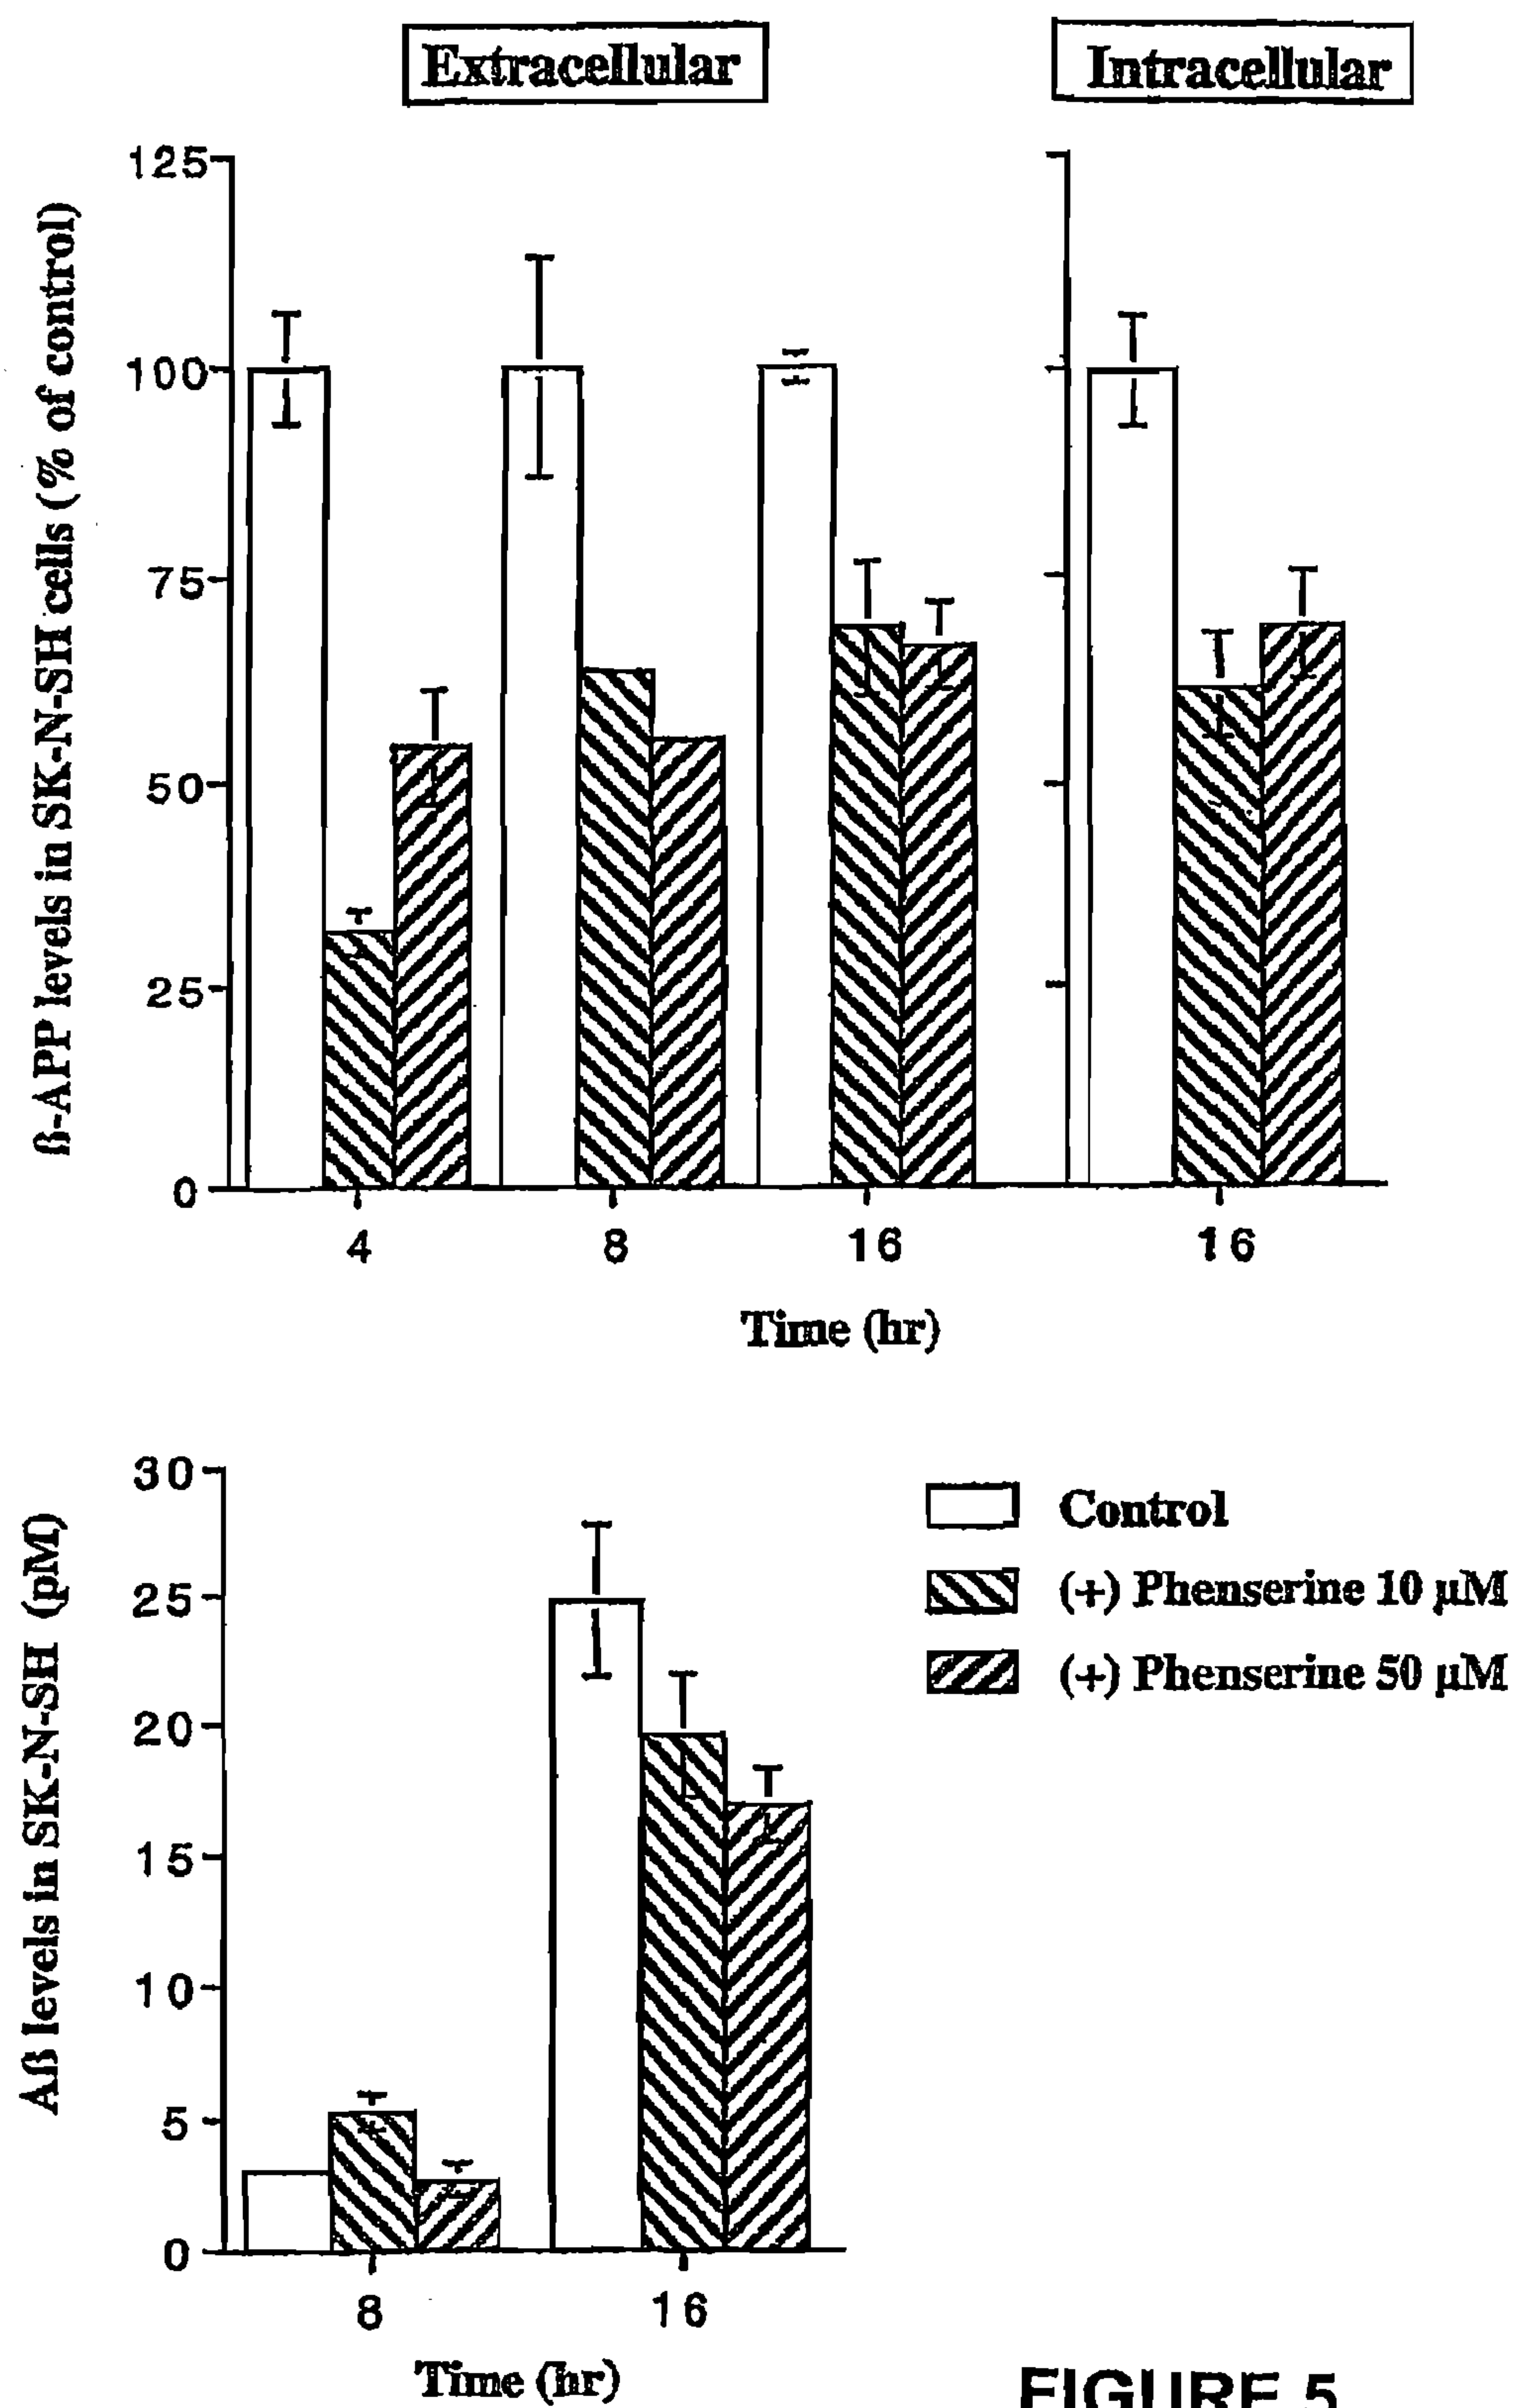 Extracellular
Intracellular
ß-APP levels in SK-N-SH cells (% of control)
125
100
75
50
25
0
4
8
16
16
Time (hr)
Aß levels in SK-N-SH (pM)
30
25
20
15
10
5
0
8
16
Time (hr)
Control
(+) Phenserine 10 µM
(+) Phenserine 50 µM
FIGURE 5